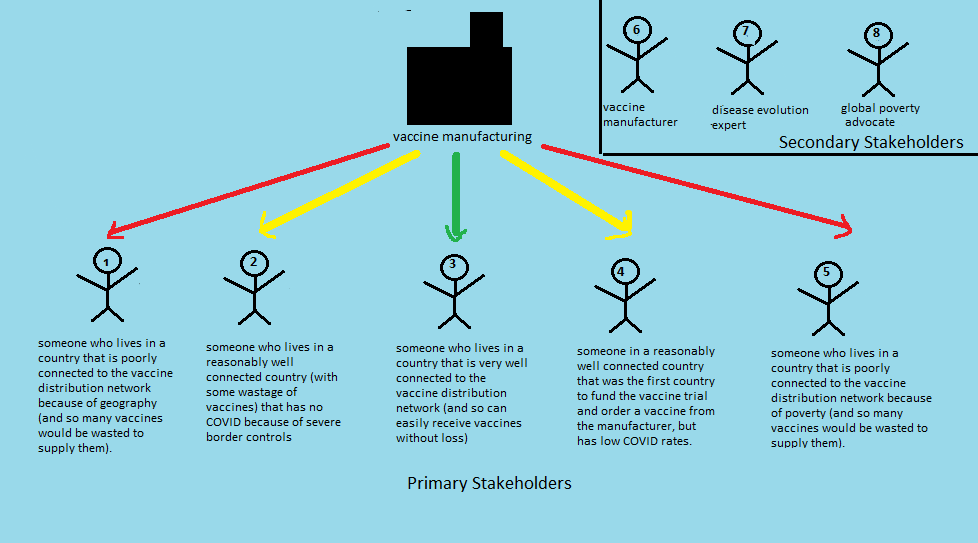 6
7
8
vaccine
manufacturer
disease evolution
expert
global poverty
advocate
Secondary Stakeholders
vaccine manufacturing
1
2
3
4
5
someone who lives in a
country that is poorly
connected to the vaccine
distribution network
because of geography
(and so many vaccines
would be wasted to
supply them).
someone who lives in a
reasonably well
connected country (with
some wastage of
vaccines) that has no
COVID because of severe
border controls
someone who lives in a
country that is very well
connected to the
vaccine distribution
network (and so can
easily receive vaccines
without loss)
someone in a reasonably
well connected country
that was the first country
to fund the vaccine trial
and order a vaccine from
the manufacturer, but
has low COVID rates.
someone who lives in a
country that is poorly
connected to the vaccine
distribution network because
of poverty (and so many
vaccines would be wasted to
supply them).
Primary Stakeholders